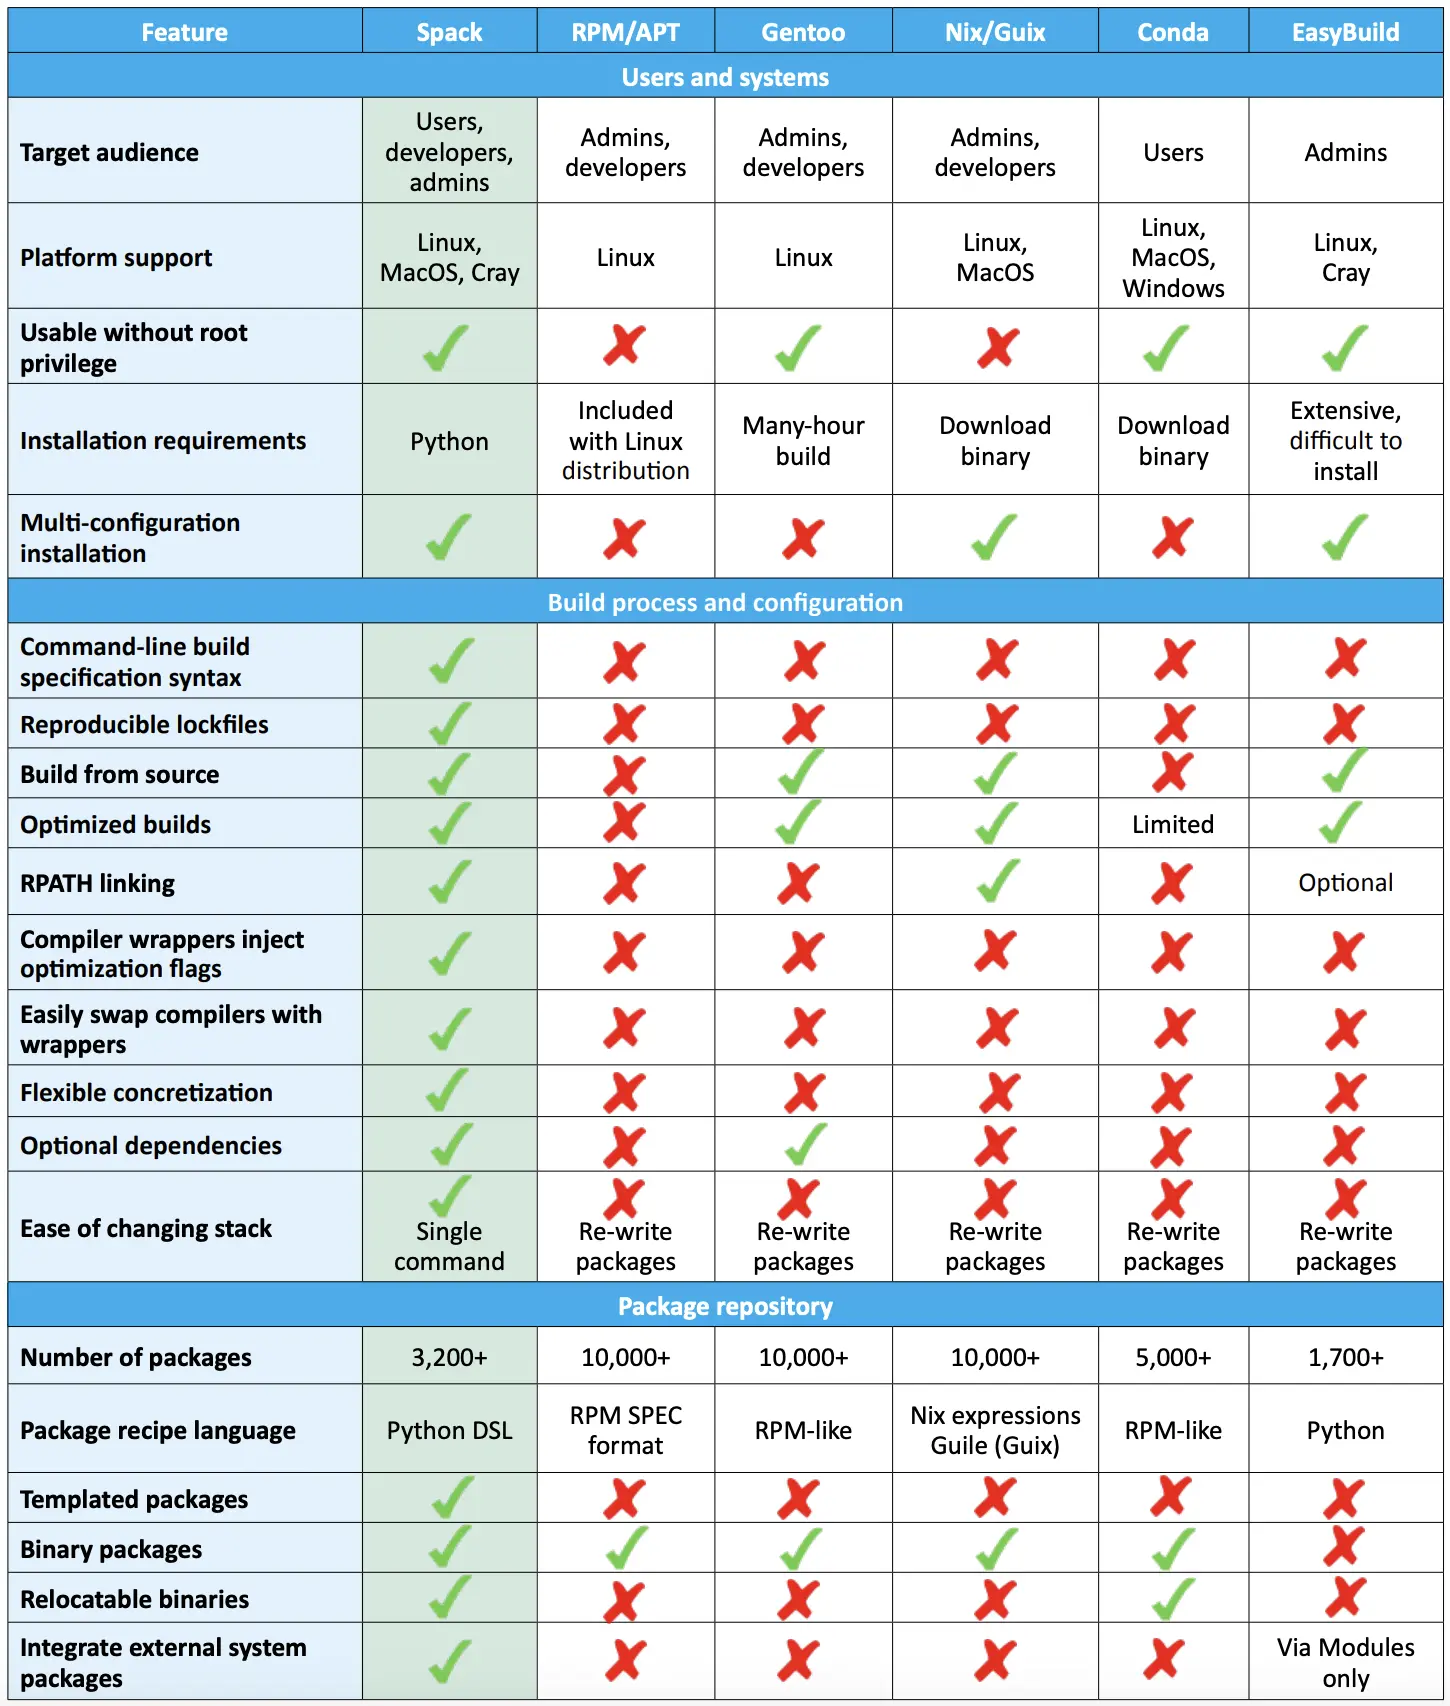 Feature Spack RPM/APT Gentoo Nix/Guix Conda EasyBuild
Users and systems
Target audience
Users,
developers,
admins
Admins,
developers
Admins,
developers
Admins,
developers
Users
Admins
Platform support
Linux,
MacOS, Cray
Linux
Linux
Linux,
MacOS
Linux,
MacOS,
Windows
Linux,
Cray
Usable without root
privilege
Installation requirements
Python
Included
with Linux
distribution
Many-hour
build
Download
binary
Download
binary
Extensive,
difficult to
install
Multi-configuration
installation
Build process and configuration
Command-line build
specification syntax
Reproducible lockfiles
Build from source
Optimized builds
Limited
RPATH linking
Optional
Compiler wrappers inject
optimization flags
Easily swap compilers with
wrappers
Flexible concretization
Optional dependencies
Ease of changing stack
Single
command
Re-write
packages
Re-write
packages
Re-write
packages
Re-write
packages
Re-write
packages
Package repository
Number of packages 3,200+ 10,000+ 10,000+ 10,000+ 5,000+ 1,700+
Package recipe language
Python DSL
RPM SPEC
format
RPM-like
Nix expressions
Guile (Guix)
RPM-like
Python
Templated packages
Binary packages
Relocatable binaries
Integrate external system
packages
Via Modules
only